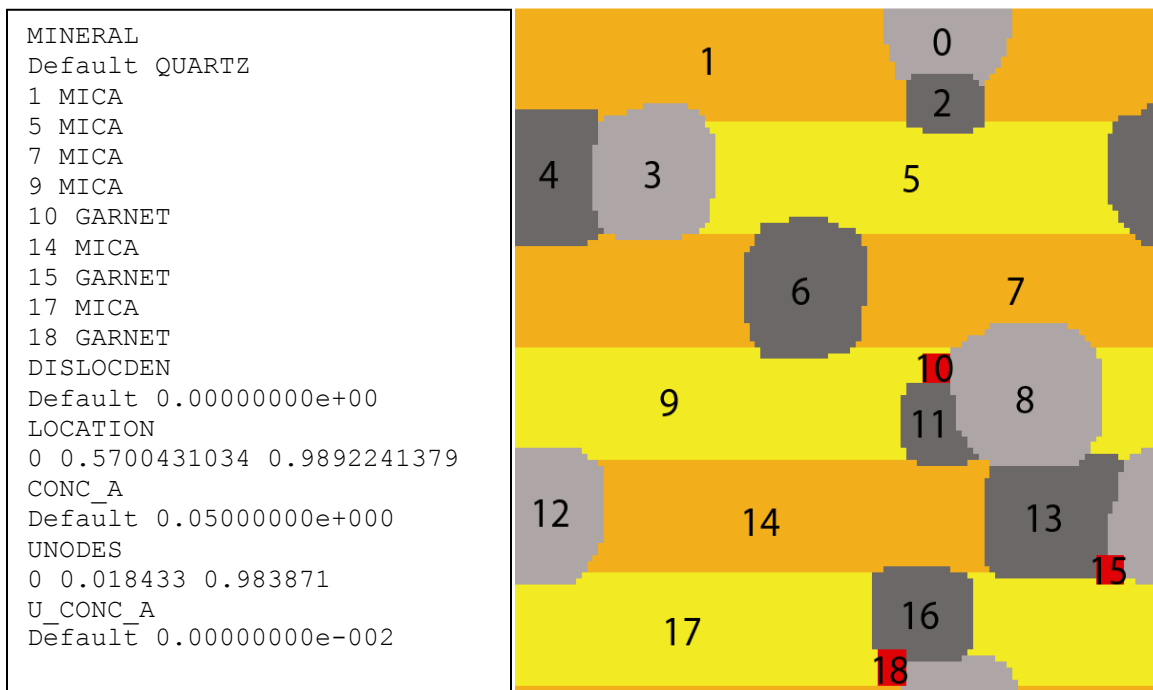 MINERAL
Default QUARTZ
1 MICA
5 MICA
7 MICA
9 MICA
10 GARNET
14 MICA
15 GARNET
17 MICA
18 GARNET
DISLOCDEN
Default 0.00000000e+00
LOCATION
0 0.5700431034 0.9892241379
CONC_A
Default 0.05000000e+000
UNODES
0 0.018433 0.983871
U_CONC_A
Default 0.00000000e-002
0
1
2
3
4
5
6
7
8
9
10
11
12
13
14
15
16
17
18